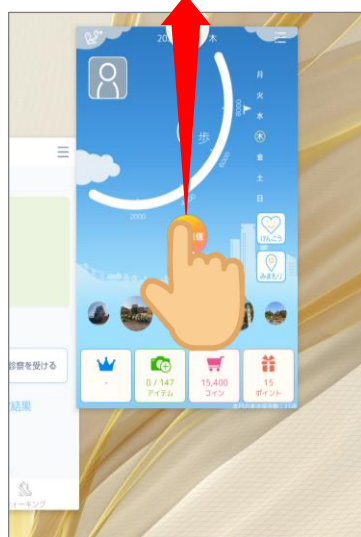 木
月
火
水
木
金
土
日
歩
2000
6000
8000
けんこう
みまもり
診察を受ける
結果
0 / 147
アイテム
15,400
コイン
15
ポイント
ォーキング